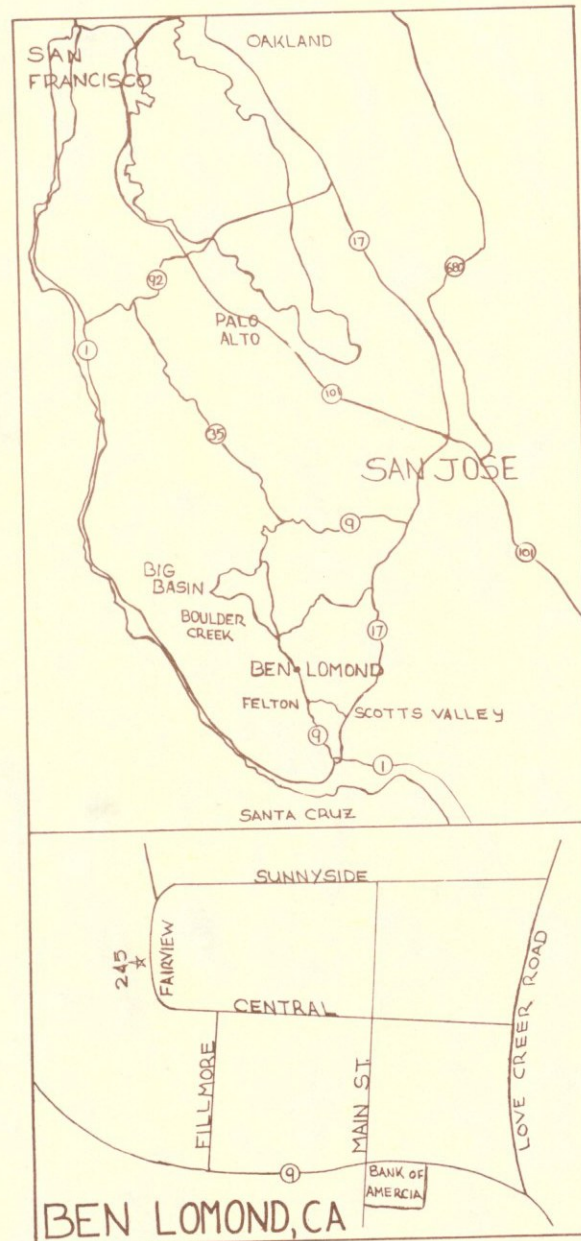 SAN
FRANCISCO
OAKLAND
17
680
92
PALO
ALTO
1
101
35
SAN JOSE
9
101
BIG
BASIN
BOULDER
CREEK
17
BEN LOMOND
FELTON
SCOTTS VALLEY
9
1
SANTA CRUZ
SUNNYSIDE
245
FAIRVIEW
CENTRAL
LOVE CREER ROAD
FILLMORE
MAIN ST.
9
BANK OF
AMERCIA
BEN LOMOND, CA